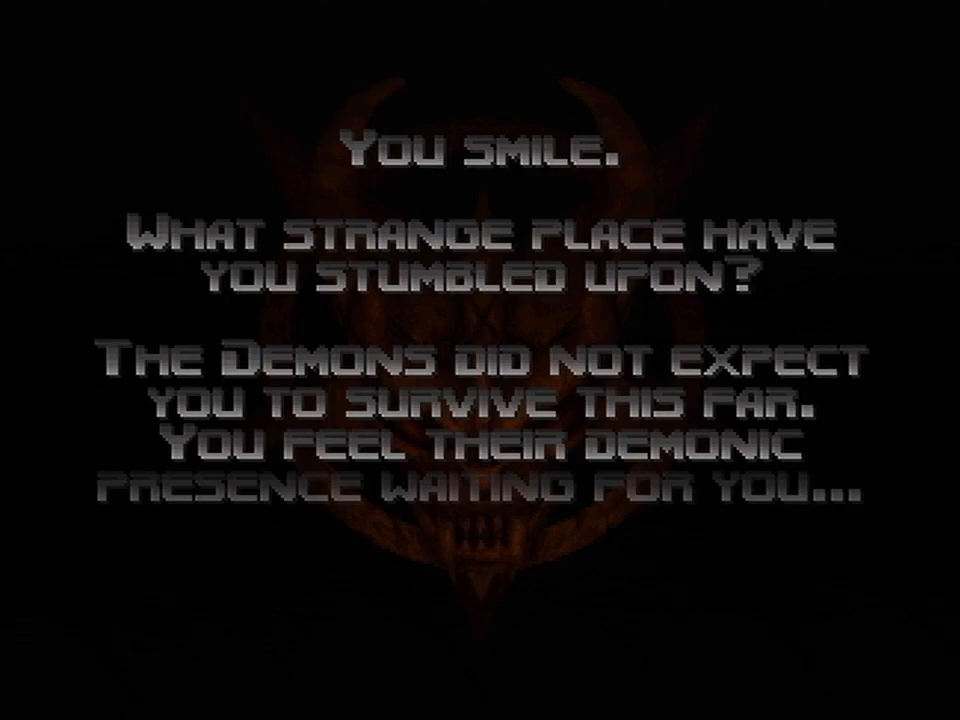 You smile.
What strange place have
you stumbled upon?
The Demons did not expect
you to survive this far.
You feel their demonic
presence waiting for you...